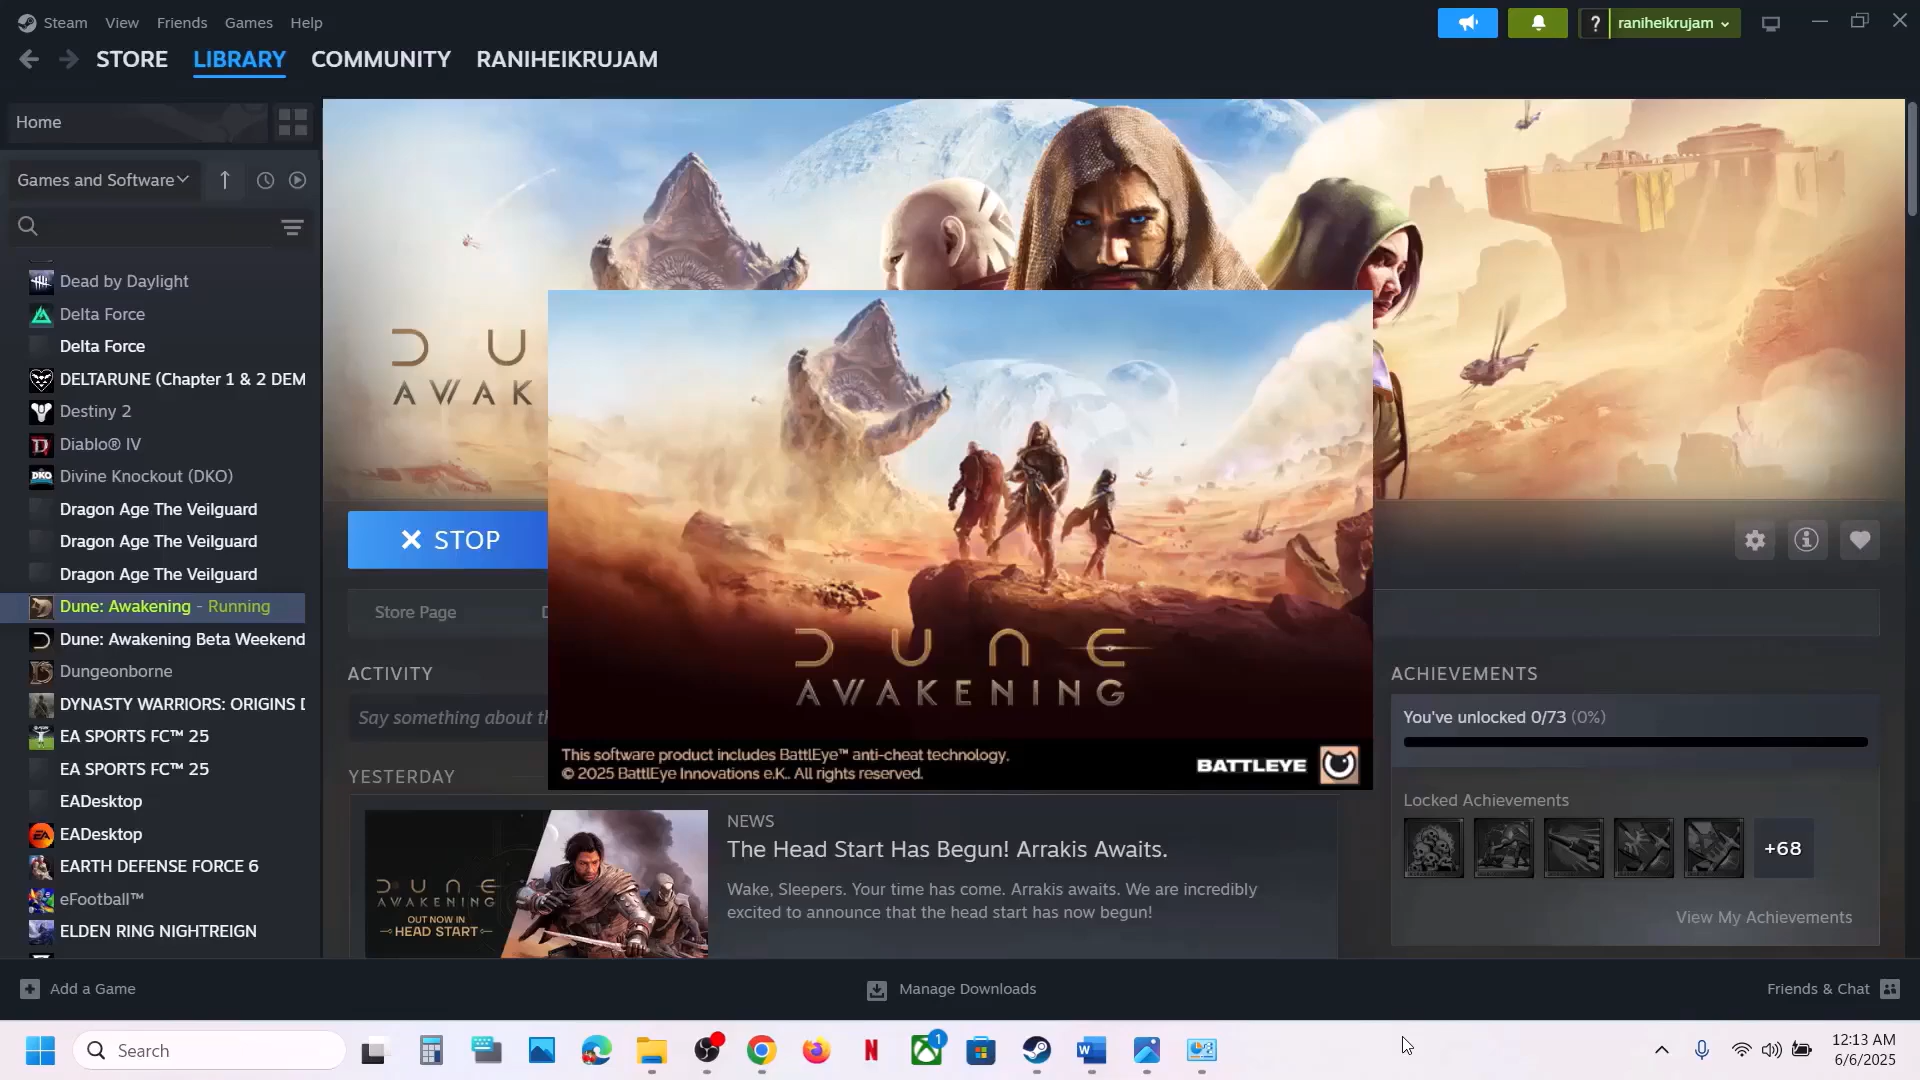 Steam View Friends Games Help
? raniheikrujam
STORE LIBRARY COMMUNITY RANIHEIKRUJAM
Home
Games and Software
Dead by Daylight
Delta Force
Delta Force
DELTARUNE (Chapter 1 & 2 DEM
Destiny 2
Diablo® IV
Divine Knockout (DKO)
Dragon Age The Veilguard
Dragon Age The Veilguard
Dragon Age The Veilguard
Dune: Awakening - Running
Dune: Awakening Beta Weekend
Dungeonborne
DYNASTY WARRIORS: ORIGINS D
EA SPORTS FC™ 25
EA SPORTS FC™ 25
EADesktop
EADesktop
EARTH DEFENSE FORCE 6
eFootball™
ELDEN RING NIGHTREIGN
DU
AWAK
STOP
DUNE
AWAKENING
This software product includes BattlEye™ anti-cheat technology.
© 2025 BattlEye Innovations e.K.. All rights reserved.
BATTLEYE
Store Page D
ACTIVITY
Say something about th
YESTERDAY
DUNE
AWAKENING
OUT NOW IN
HEAD START
NEWS
The Head Start Has Begun! Arrakis Awaits.
Wake, Sleepers. Your time has come. Arrakis awaits. We are incredibly
excited to announce that the head start has now begun!
ACHIEVEMENTS
You've unlocked 0/73 (0%)
Locked Achievements
+68
View My Achievements
Add a Game
Manage Downloads
Friends & Chat
Search
1
12:13 AM
6/6/2025